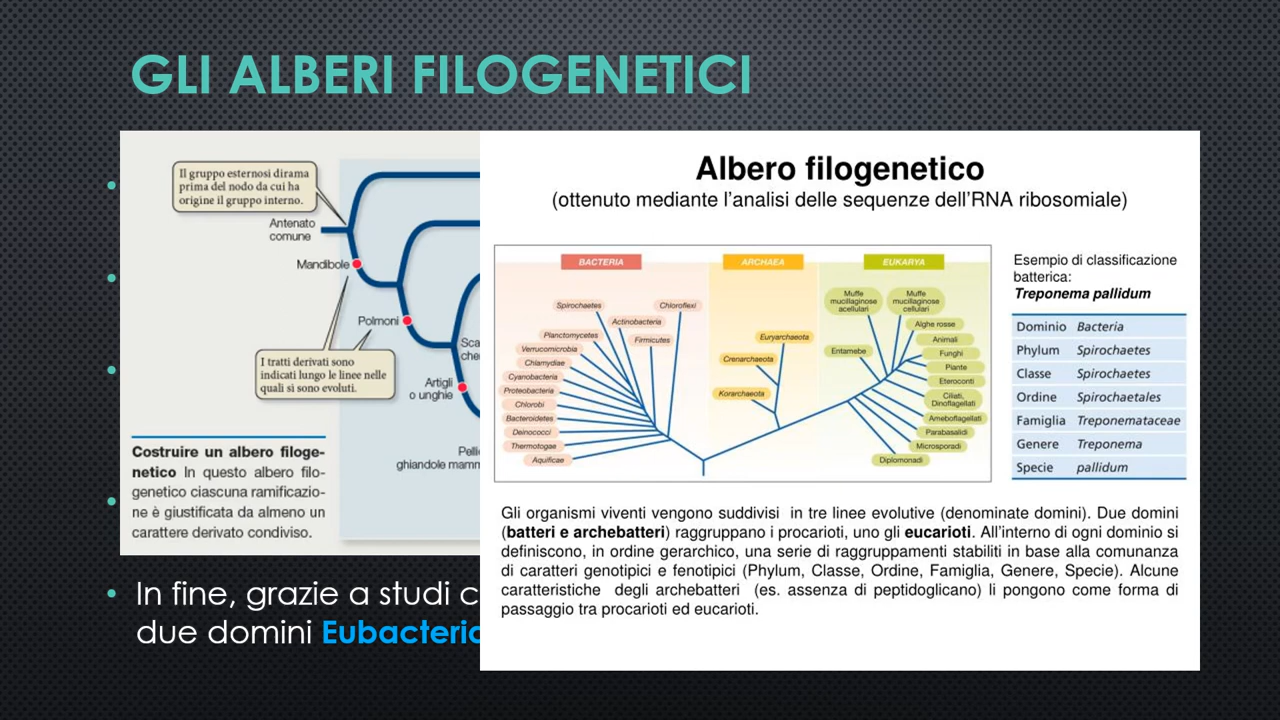 GLI ALBERI FILOGENETICI
Il gruppo esternosi dirama
prima del nodo da cui ha
origine il gruppo interno.
Antenato
comune
Mandibole
Polmoni
I tratti derivati sono
indicati lungo le linee nelle
quali si sono evoluti.
Artigli
o unghie
ghiandole
Costruire un albero filoge-
netico In questo albero filo-
genetico ciascuna ramificazio-
ne è giustificata da almeno un
carattere derivato condiviso.
In fine, grazie a studi
due domini
Albero filogenetico
(ottenuto mediante l'analisi delle sequenze dell'RNA ribosomiale)
BACTERIA
ARCHAEA
EUKARYA
Spirochaetes
Chloroflexi
Actinobacteria
Planctomycetes
Firmicutes
Verrucomicrobia
Chlamydiae
Cyanobacteria
Proteobacteria
Chlorobi
Bacteroidetes
Deinococci
Thermotogae
Aquificae
Euryarchaeota
Crenarchaeota
Korarchaeota
Muffe
mucillaginose
acellulari
Muffe
mucillaginose
cellulari
Alghe rosse
Animali
Entamebe
Funghi
Piante
Eteroconti
Ciliati,
Dinoflagellati
Ameboflagellati
Parabasalidi
Microsporadi
Diplomonadi
Esempio di classificazione
batterica:
Treponema pallidum
Dominio Bacteria
Phylum Spirochaetes
Classe Spirochaetes
Ordine Spirochaetales
Famiglia Treponemataceae
Genere Treponema
Specie pallidum
Gli organismi viventi vengono suddivisi in tre linee evolutive (denominate domini). Due domini
(batteri e archebatteri) raggruppano i procarioti, uno gli eucarioti. All'interno di ogni dominio si
definiscono, in ordine gerarchico, una serie di raggruppamenti stabiliti in base alla comunanza
di caratteri genotipici e fenotipici (Phylum, Classe, Ordine, Famiglia, Genere, Specie). Alcune
caratteristiche degli archebatteri (es. assenza di peptidoglicano) li pongono come forma di
passaggio tra procarioti ed eucarioti.